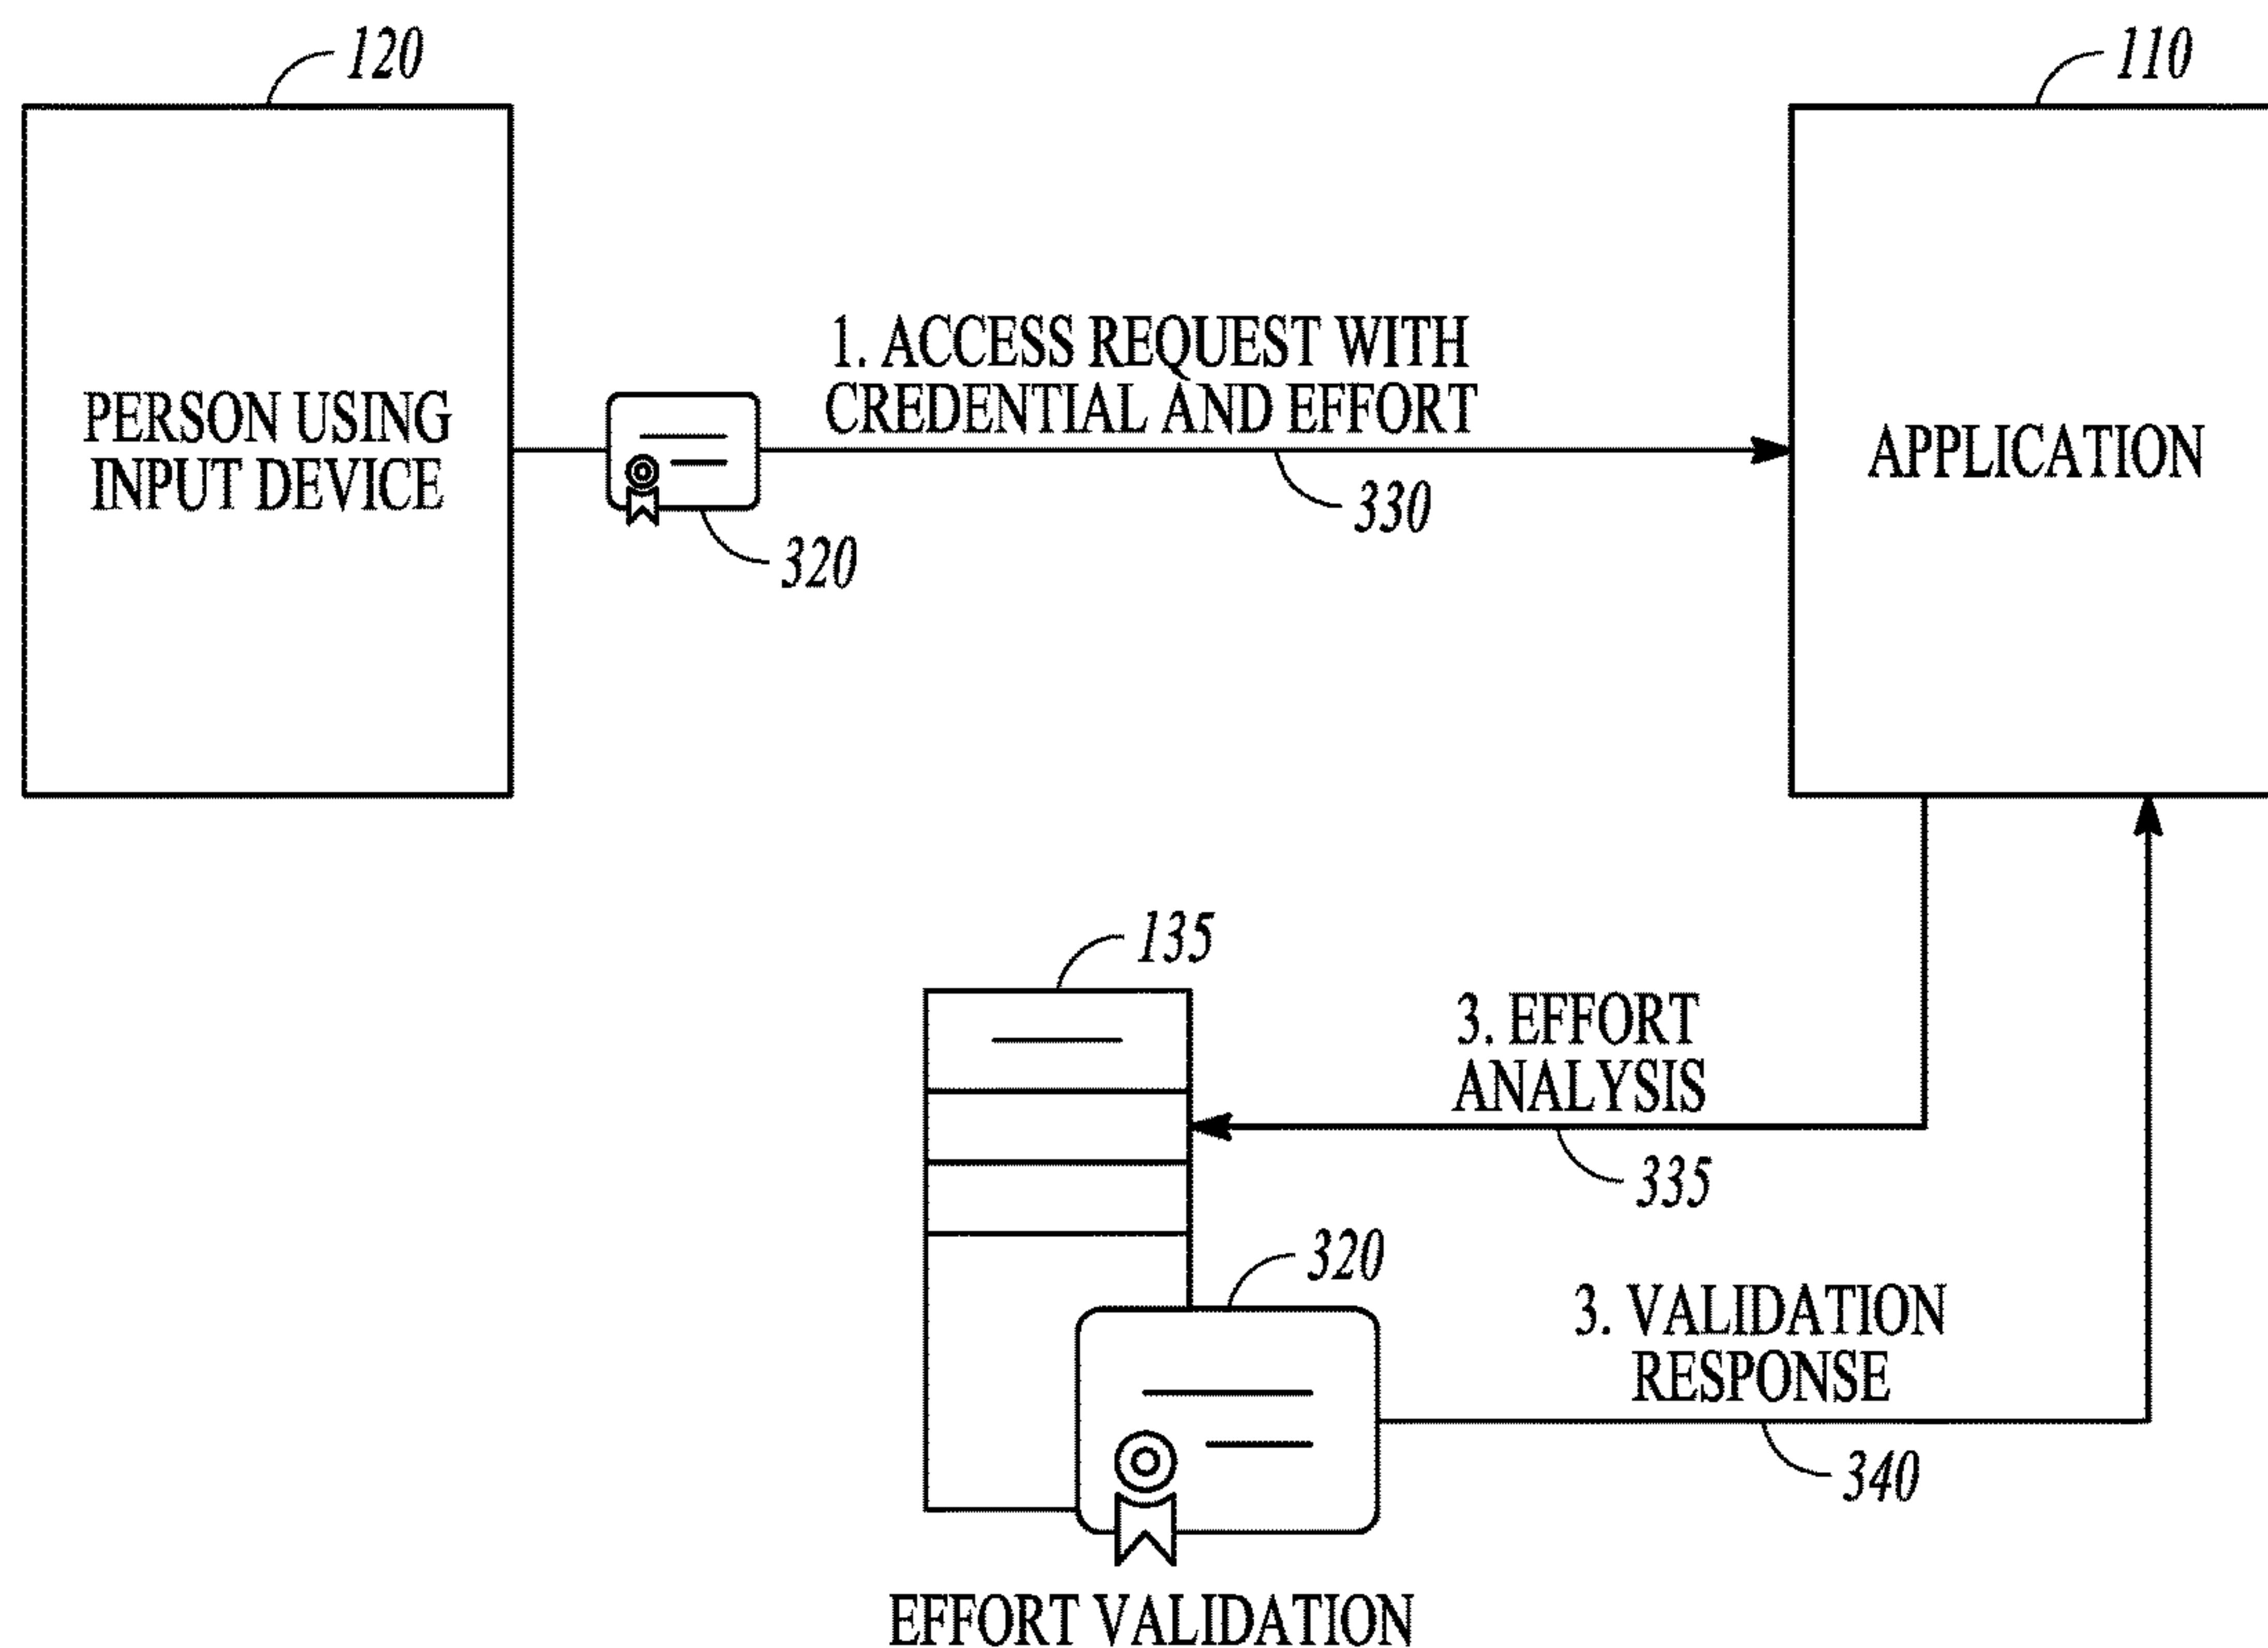 120
110
1. ACCESS REQUEST WITH
CREDENTIAL AND EFFORT
PERSON USING
INPUT DEVICE
APPLICATION
330
320
135
3. EFFORT
ANALYSIS
335
320
3. VALIDATION
RESPONSE
340
EFFORT VALIDATION